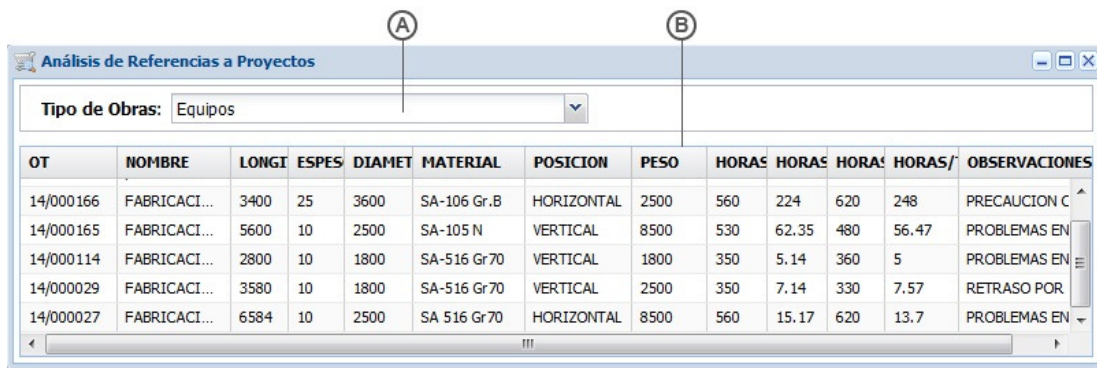 A B
Análisis de Referencias a Proyectos
Tipo de Obras: Equipos
OT NOMBRE LONGI ESPES DIAMET MATERIAL POSICION PESO HORAS HORAS HORAS HORAS/T OBSERVACIONES
14/000166 FABRICACI... 3400 25 3600 SA-106 Gr.B HORIZONTAL 2500 560 224 620 248 PRECAUCION C
14/000165 FABRICACI... 5600 10 2500 SA-105 N VERTICAL 8500 530 62.35 480 56.47 PROBLEMAS EN
14/000114 FABRICACI... 2800 10 1800 SA-516 Gr70 VERTICAL 1800 350 5.14 360 5 PROBLEMAS EN
14/000029 FABRICACI... 3580 10 1800 SA-516 Gr70 VERTICAL 2500 350 7.14 330 7.57 RETRASO POR
14/000027 FABRICACI... 6584 10 2500 SA 516 Gr70 HORIZONTAL 8500 560 15.17 620 13.7 PROBLEMAS EN